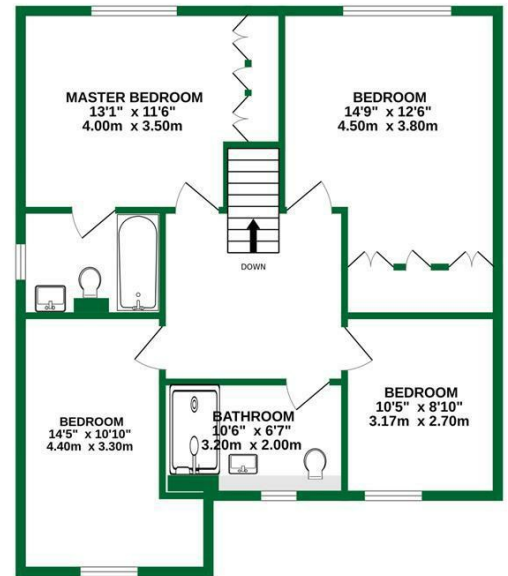 MASTER BEDROOM
13'1" x 11'6"
4.00m x 3.50m
BEDROOM
14'9" x 12'6"
4.50m x 3.80m
DOWN
BEDROOM
14'5" x 10'10"
4.40m x 3.30m
BATHROOM
10'6" x 6'7"
3.20m x 2.00m
BEDROOM
10'5" x 8'10"
3.17m x 2.70m